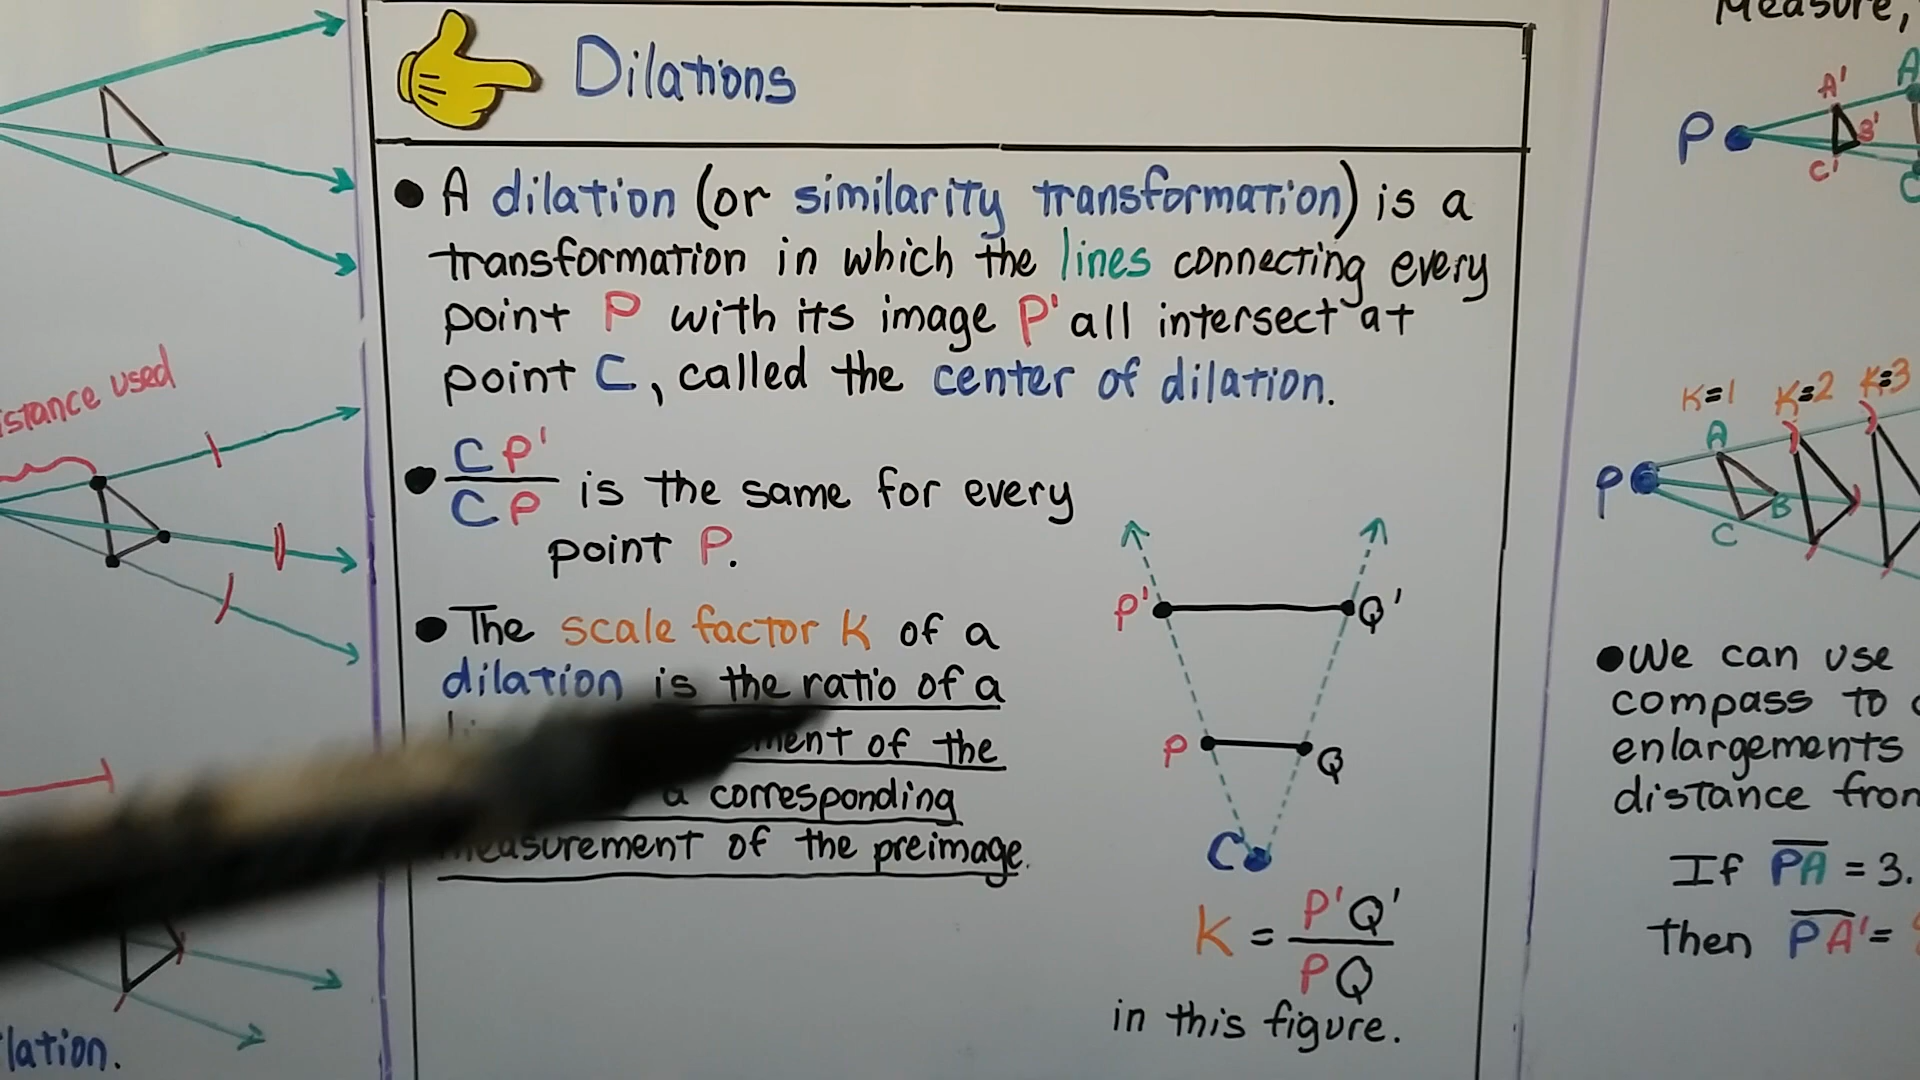 Dilations
• A dilation (or similarity transformation) is a
transformation in which the lines connecting every
point P with its image P' all intersect at
point C, called the center of dilation.
• CP'
CP is the same for every
point P.
• The scale factor K of a
dilation is the ratio of a
of the
a corresponding
measurement of the preimage.
P' Q'
P Q
C
K = P'Q'
PQ
in this figure.
distance used
lation.
Measure,
A' A
P B'
C' C
K=1 K=2 K=3
A
P B
C
• We can use
compass to
enlargements
distance from
If PA = 3.
then PA' =